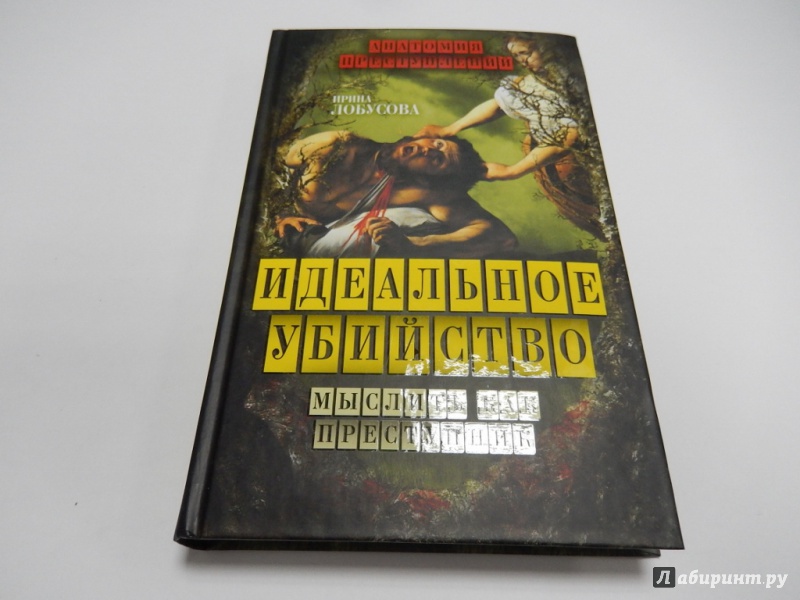 АНАТОМИЯ
ПРЕСТУПЛЕНИЙ
ИРИНА
ЛОБУСОВА
ИДЕАЛЬНОЕ
УБИЙСТВО
МЫСЛИТЬ КАК
ПРЕСТУПНИК
Лабиринт.ру